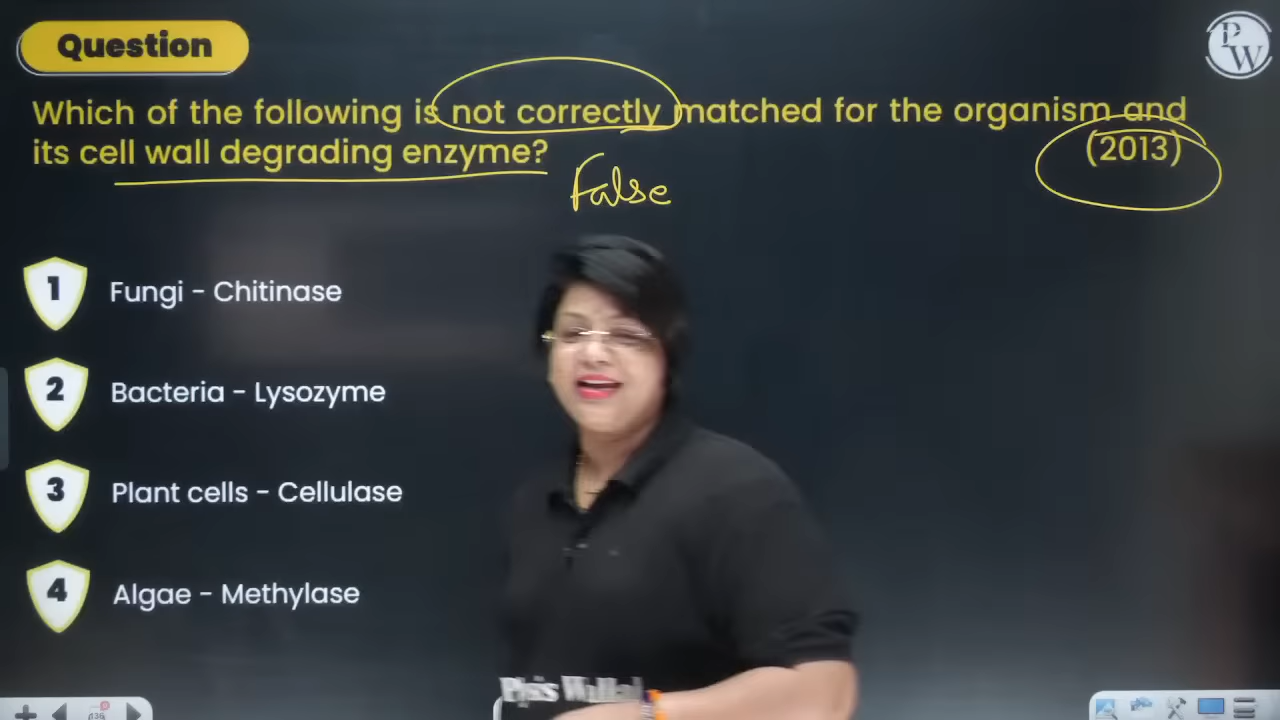 Question
PW
Which of the following is not correctly matched for the organism and
its cell wall degrading enzyme? (2013)
False
1 Fungi - Chitinase
2 Bacteria - Lysozyme
3 Plant cells - Cellulase
4 Algae - Methylase
436